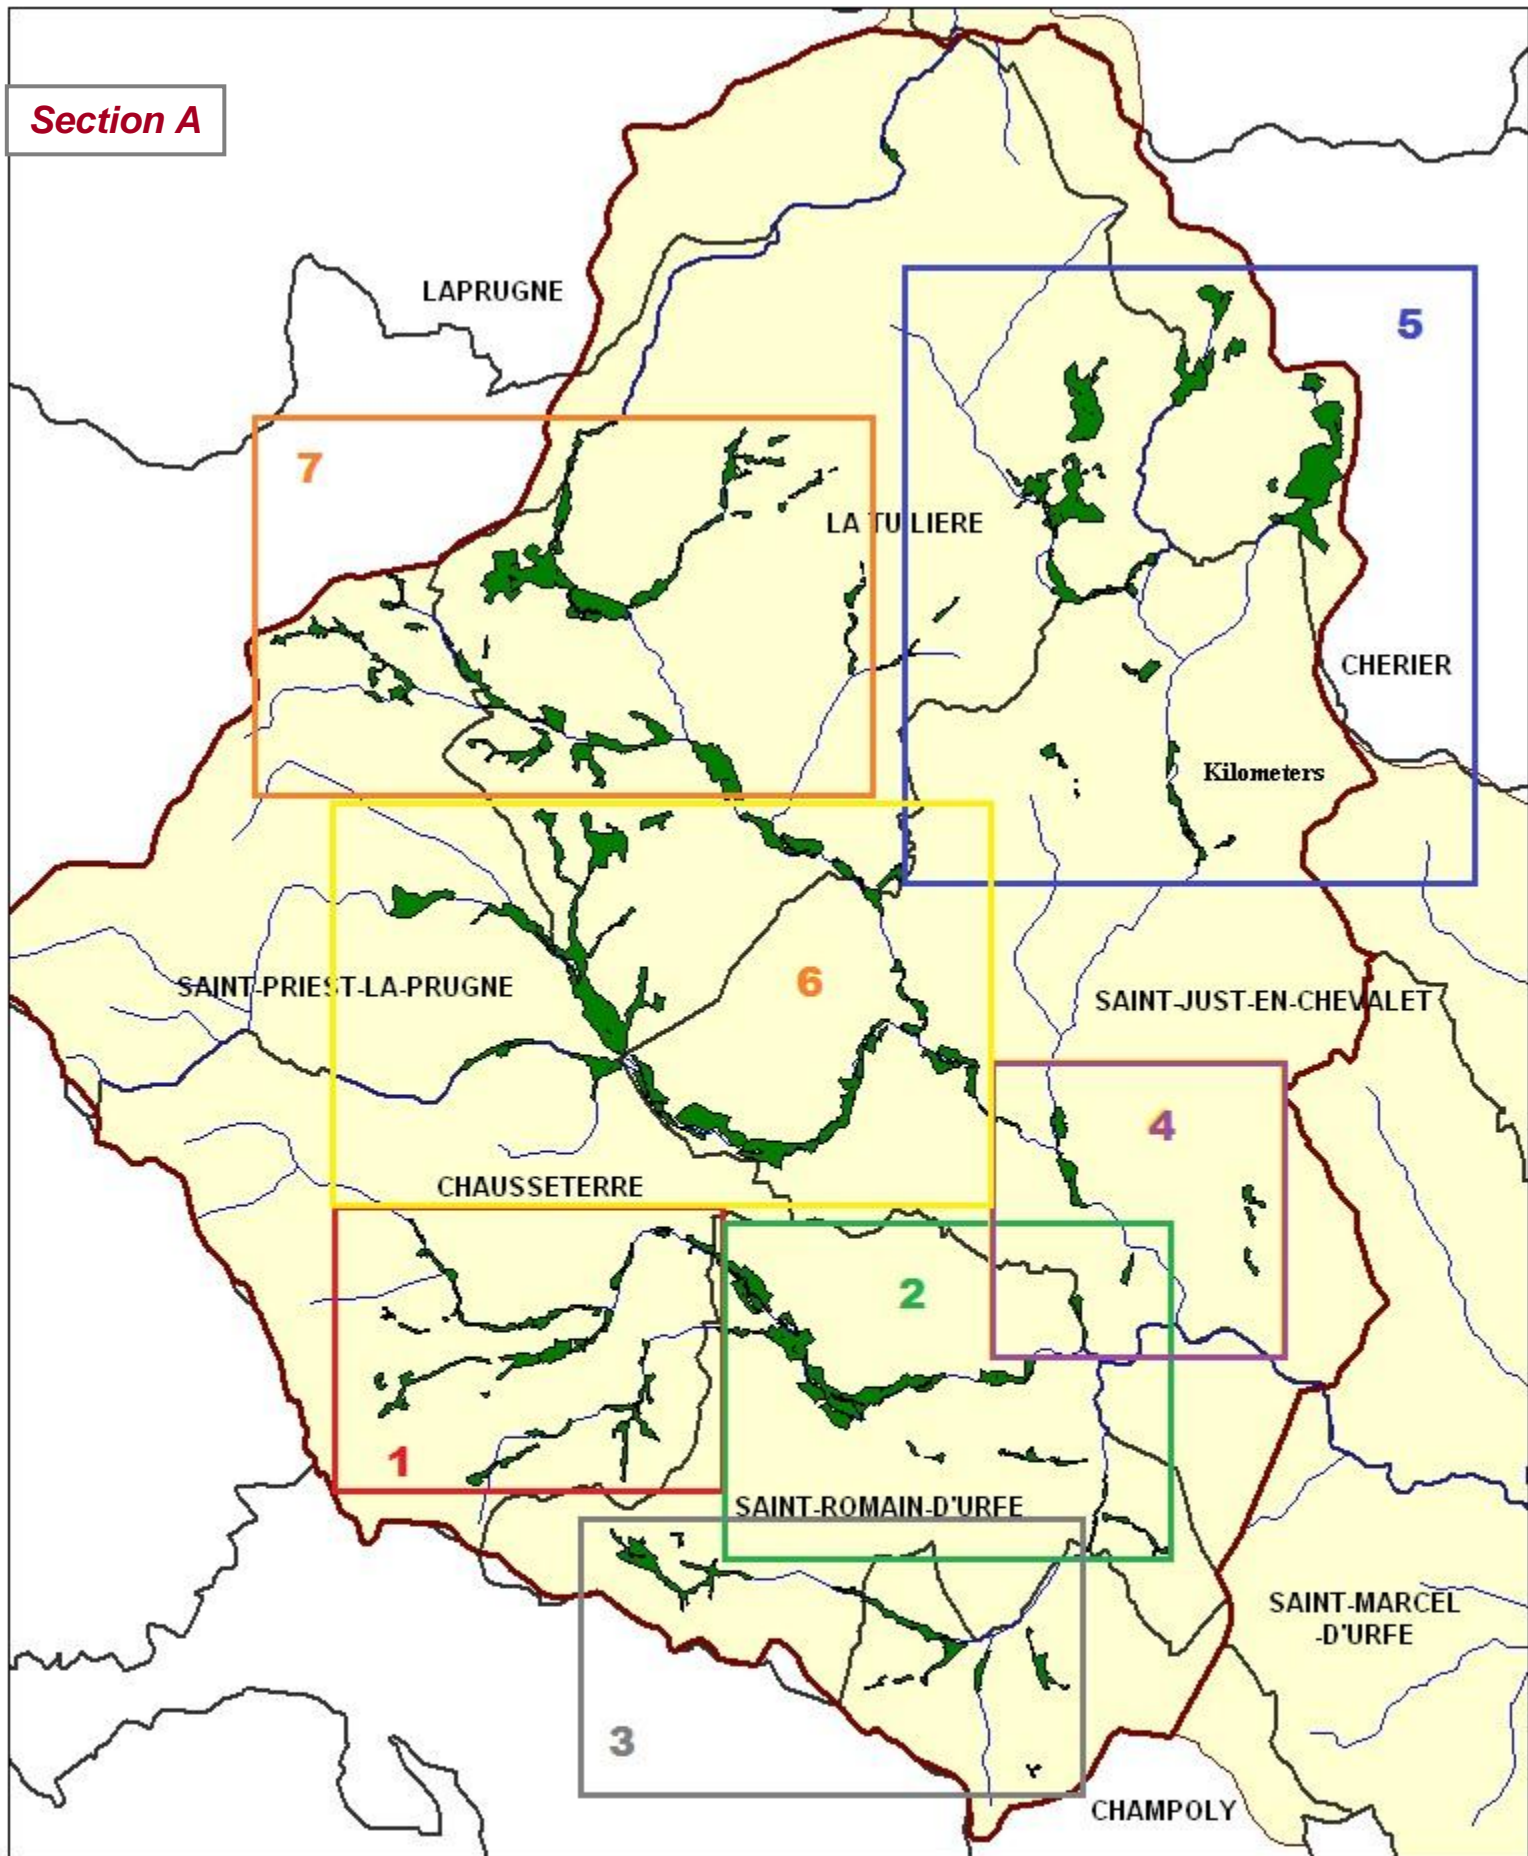 Section A
LAPRUGNE
5
7
LA TUILIERE
CHERIER
Kilometers
6
SAINT-PRIEST-LA-PRUGNE
SAINT-JUST-EN-CHEVALET
4
CHAUSSETERRE
2
1
SAINT-ROMAIN-D'URFE
SAINT-MARCEL
-D'URFE
3
CHAMPOLY